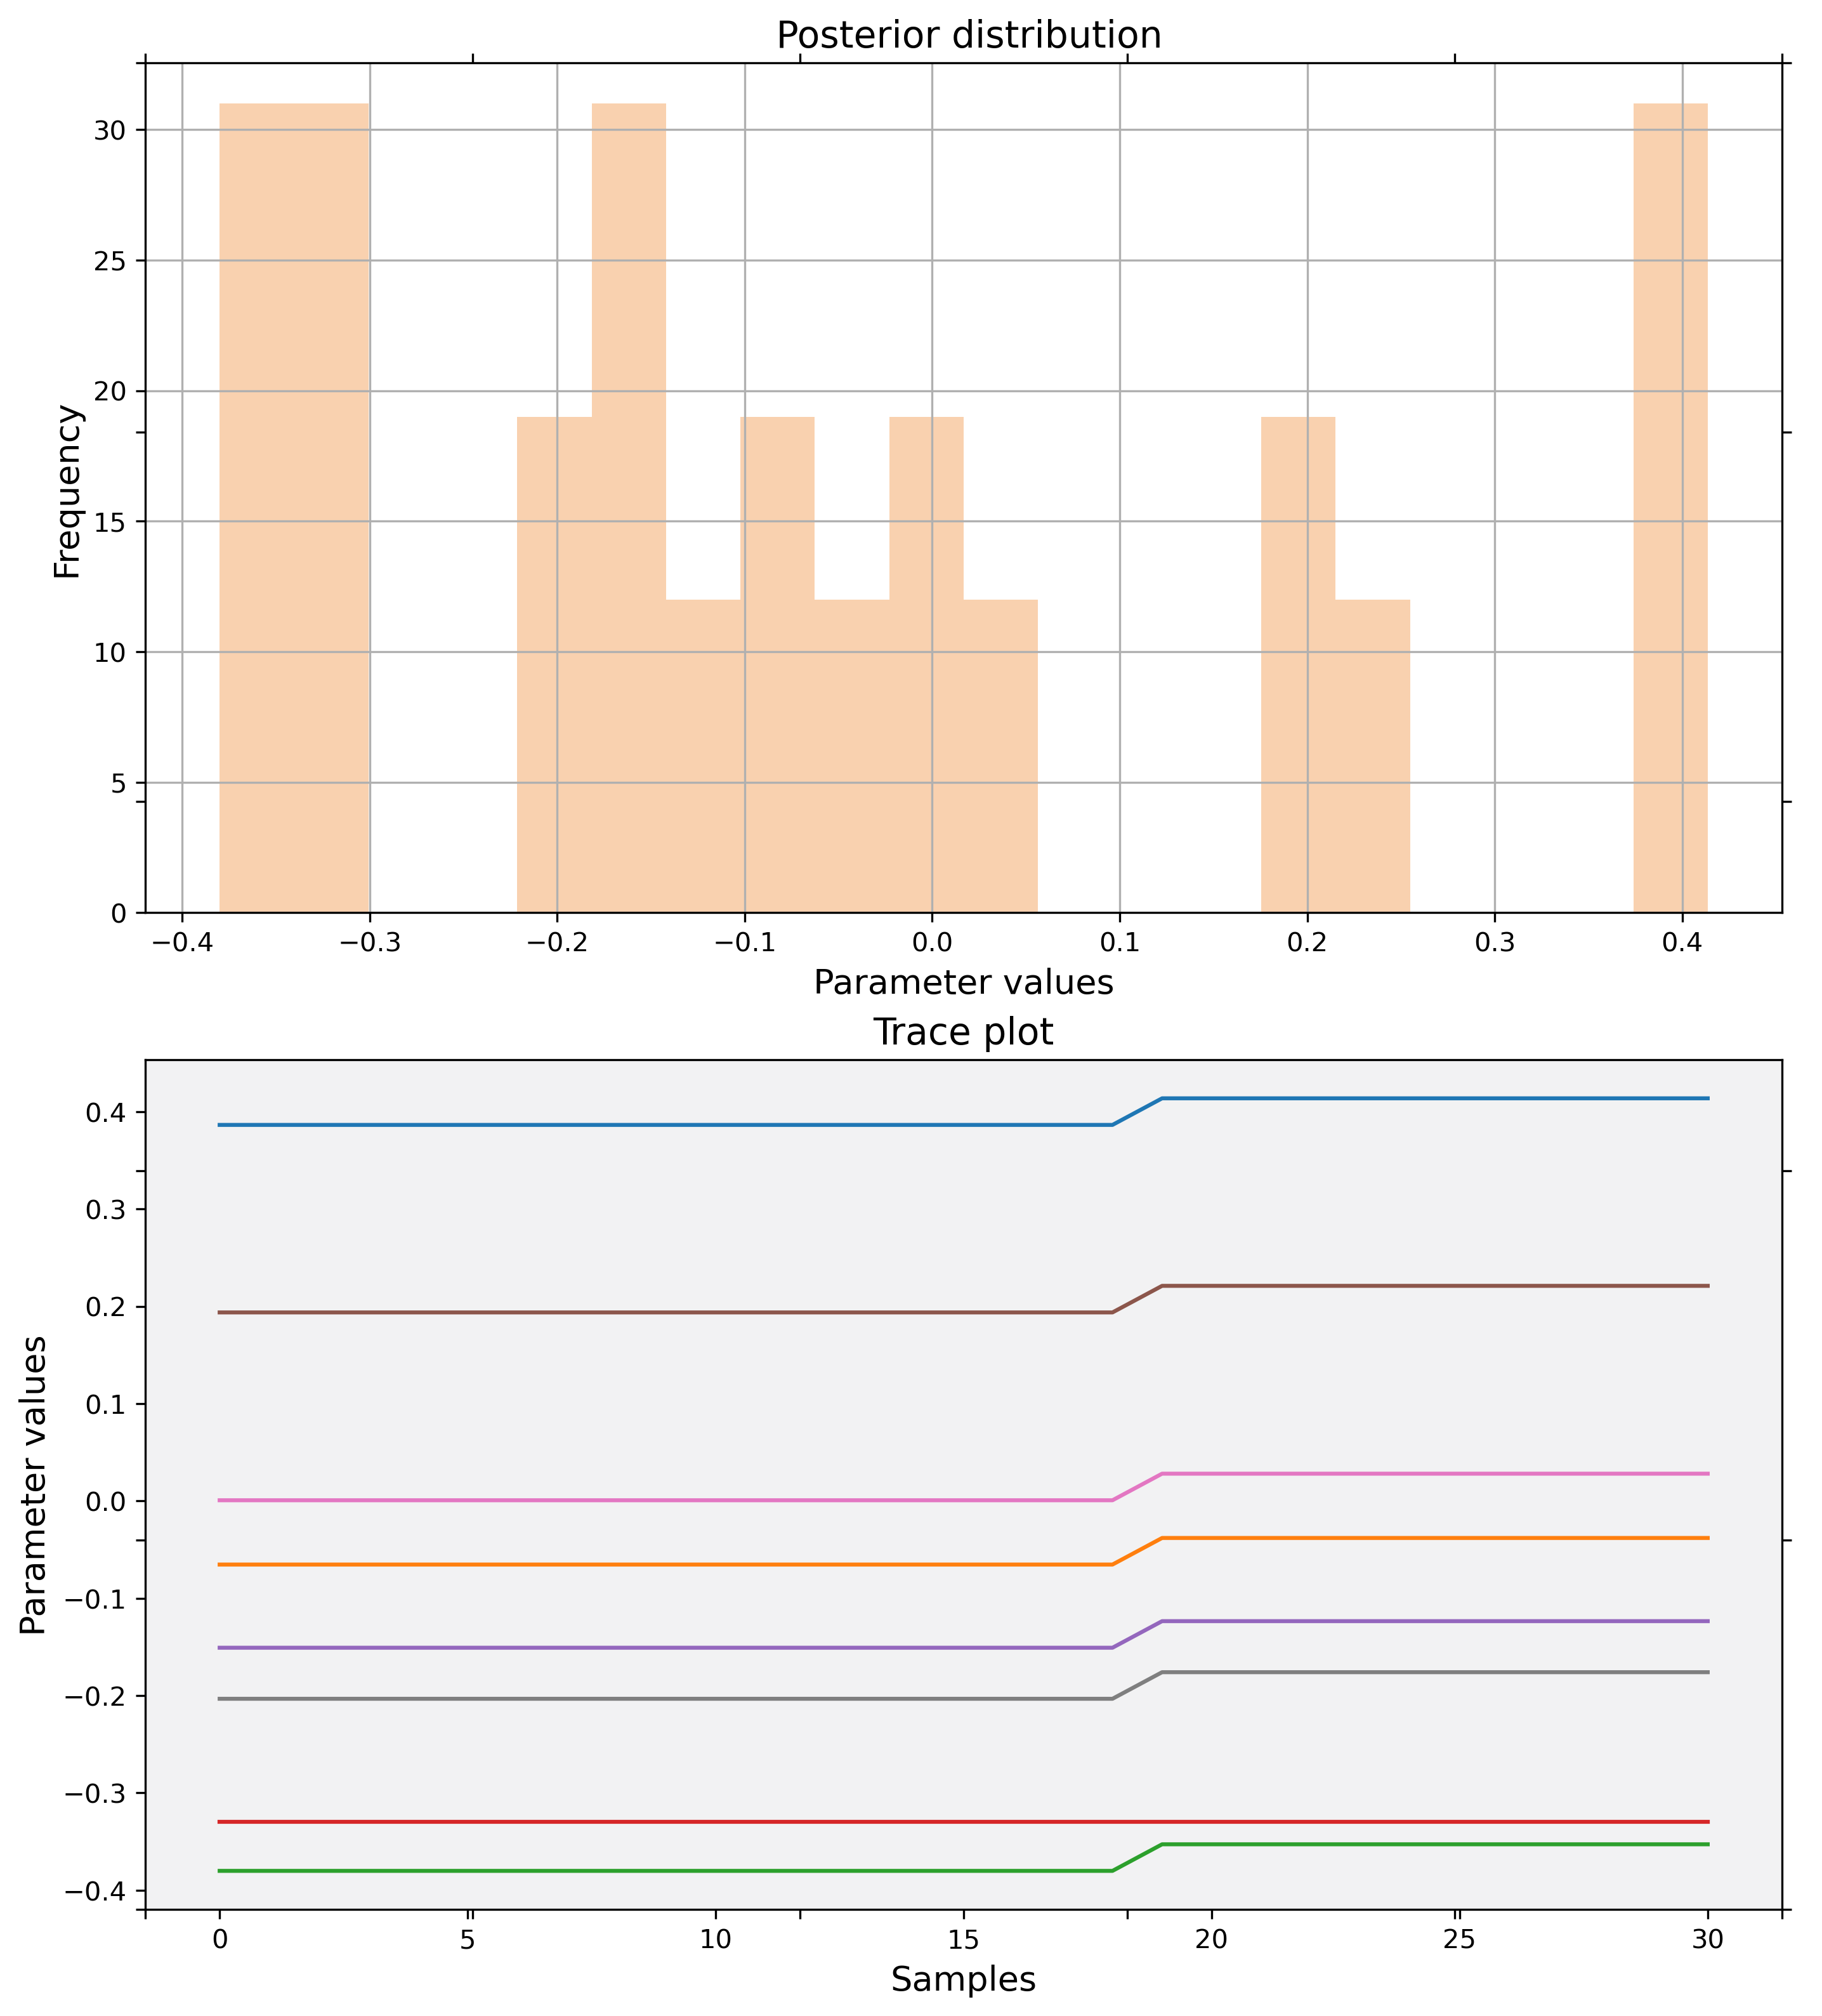 Posterior distribution
30
25
20
15
10
5
0
Frequency
−0.4 −0.3 −0.2 −0.1 0.0 0.1 0.2 0.3 0.4
Parameter values
Trace plot
0.4
0.3
0.2
0.1
0.0
−0.1
−0.2
−0.3
−0.4
Parameter values
0 5 10 15 20 25 30
Samples